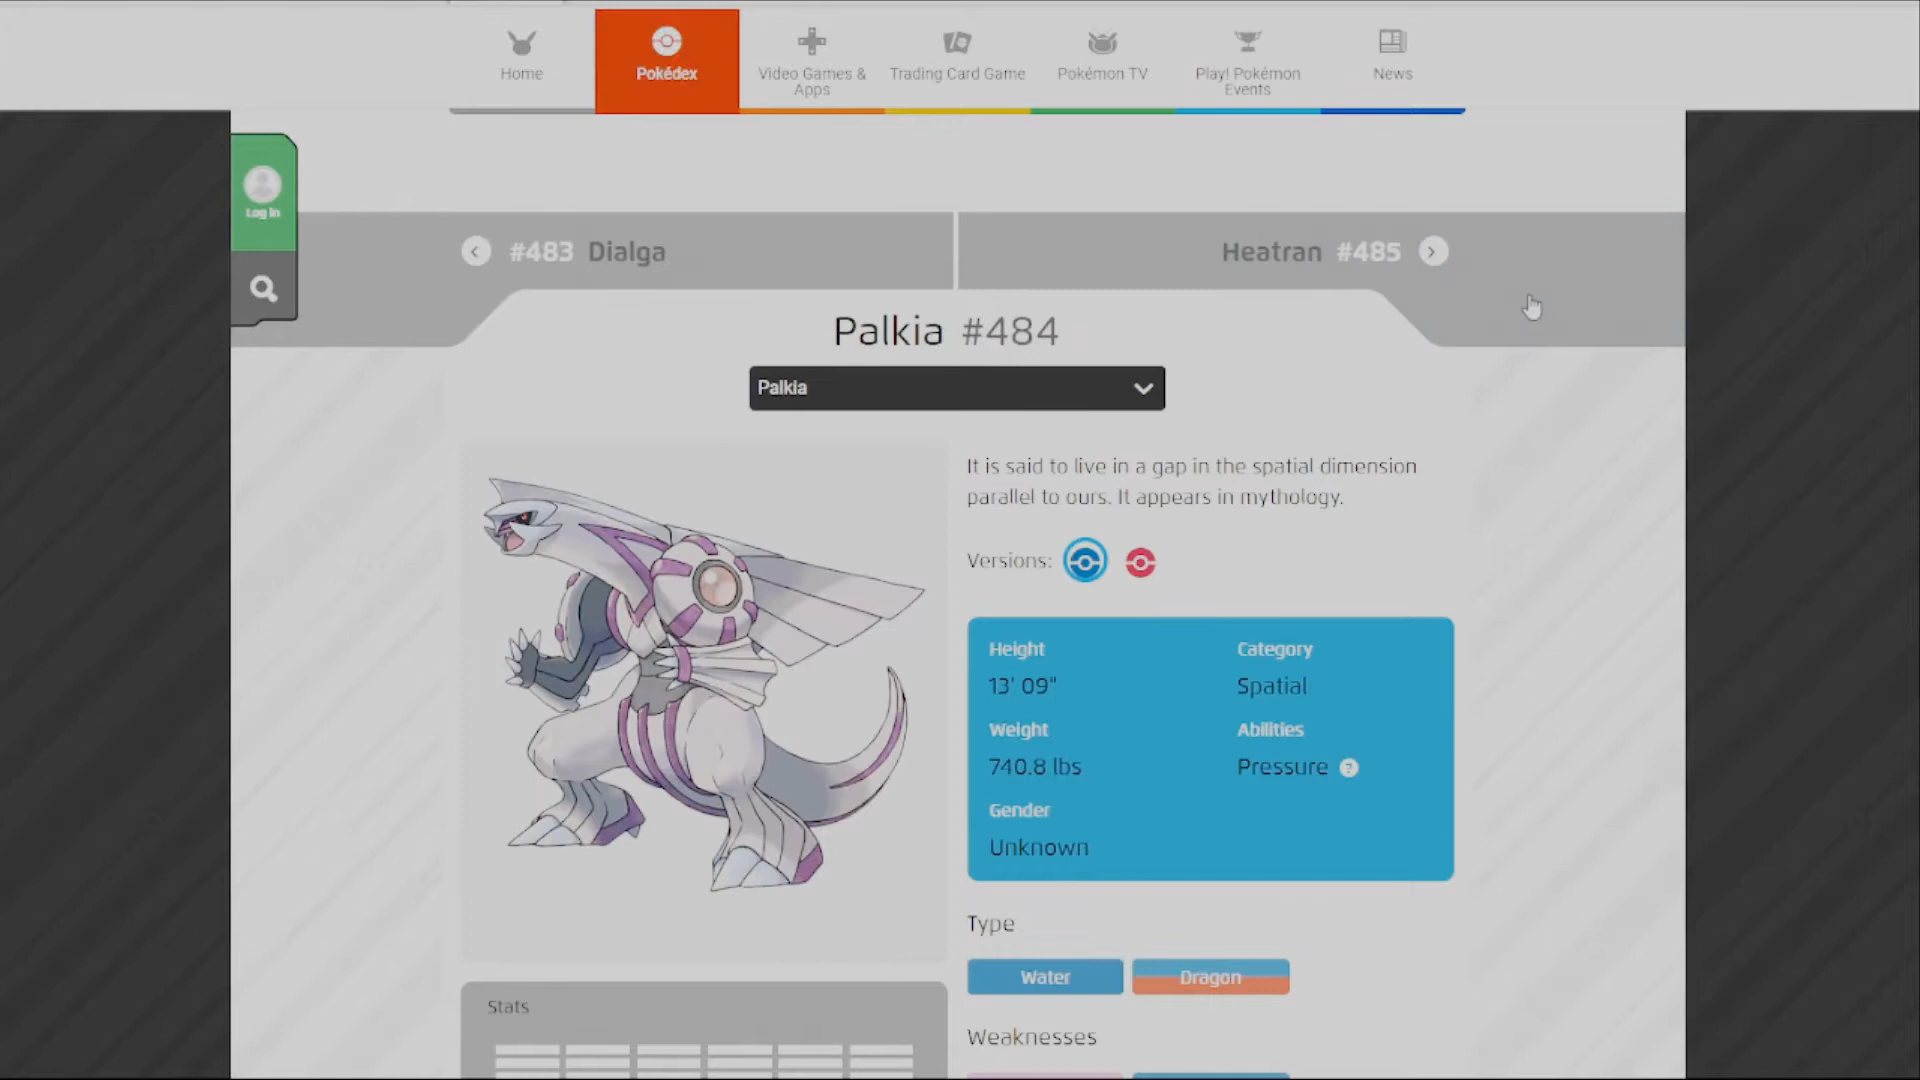 Home
Pokédex
Video Games &
Apps
Trading Card Game
Pokémon TV
Play! Pokémon
Events
News
Log in
#483 Dialga
Heatran #485
Palkia #484
Palkia
It is said to live in a gap in the spatial dimension
parallel to ours. It appears in mythology.
Versions:
Height
13' 09"
Category
Spatial
Weight
740.8 lbs
Abilities
Pressure ?
Gender
Unknown
Type
Water
Dragon
Stats
Weaknesses